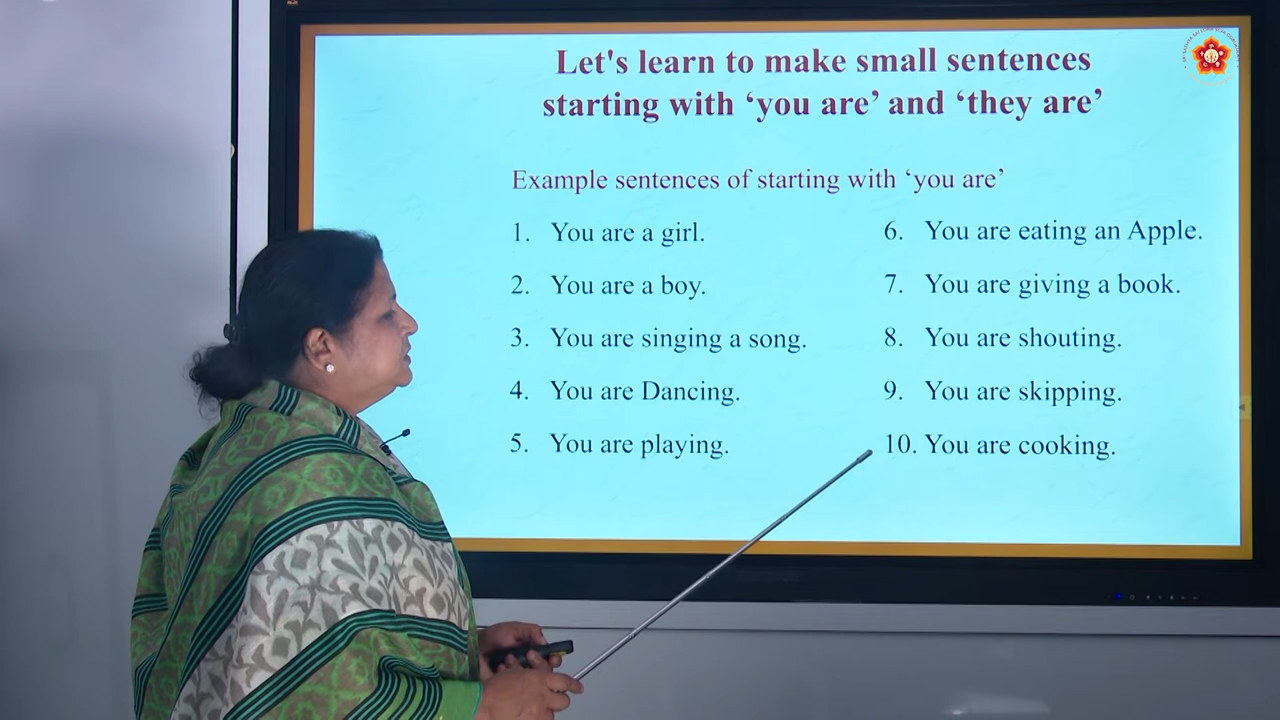 Let's learn to make small sentences
starting with ‘you are’ and ‘they are’
Example sentences of starting with ‘you are’
1. You are a girl.
2. You are a boy.
3. You are singing a song.
4. You are Dancing.
5. You are playing.
6. You are eating an Apple.
7. You are giving a book.
8. You are shouting.
9. You are skipping.
10. You are cooking.